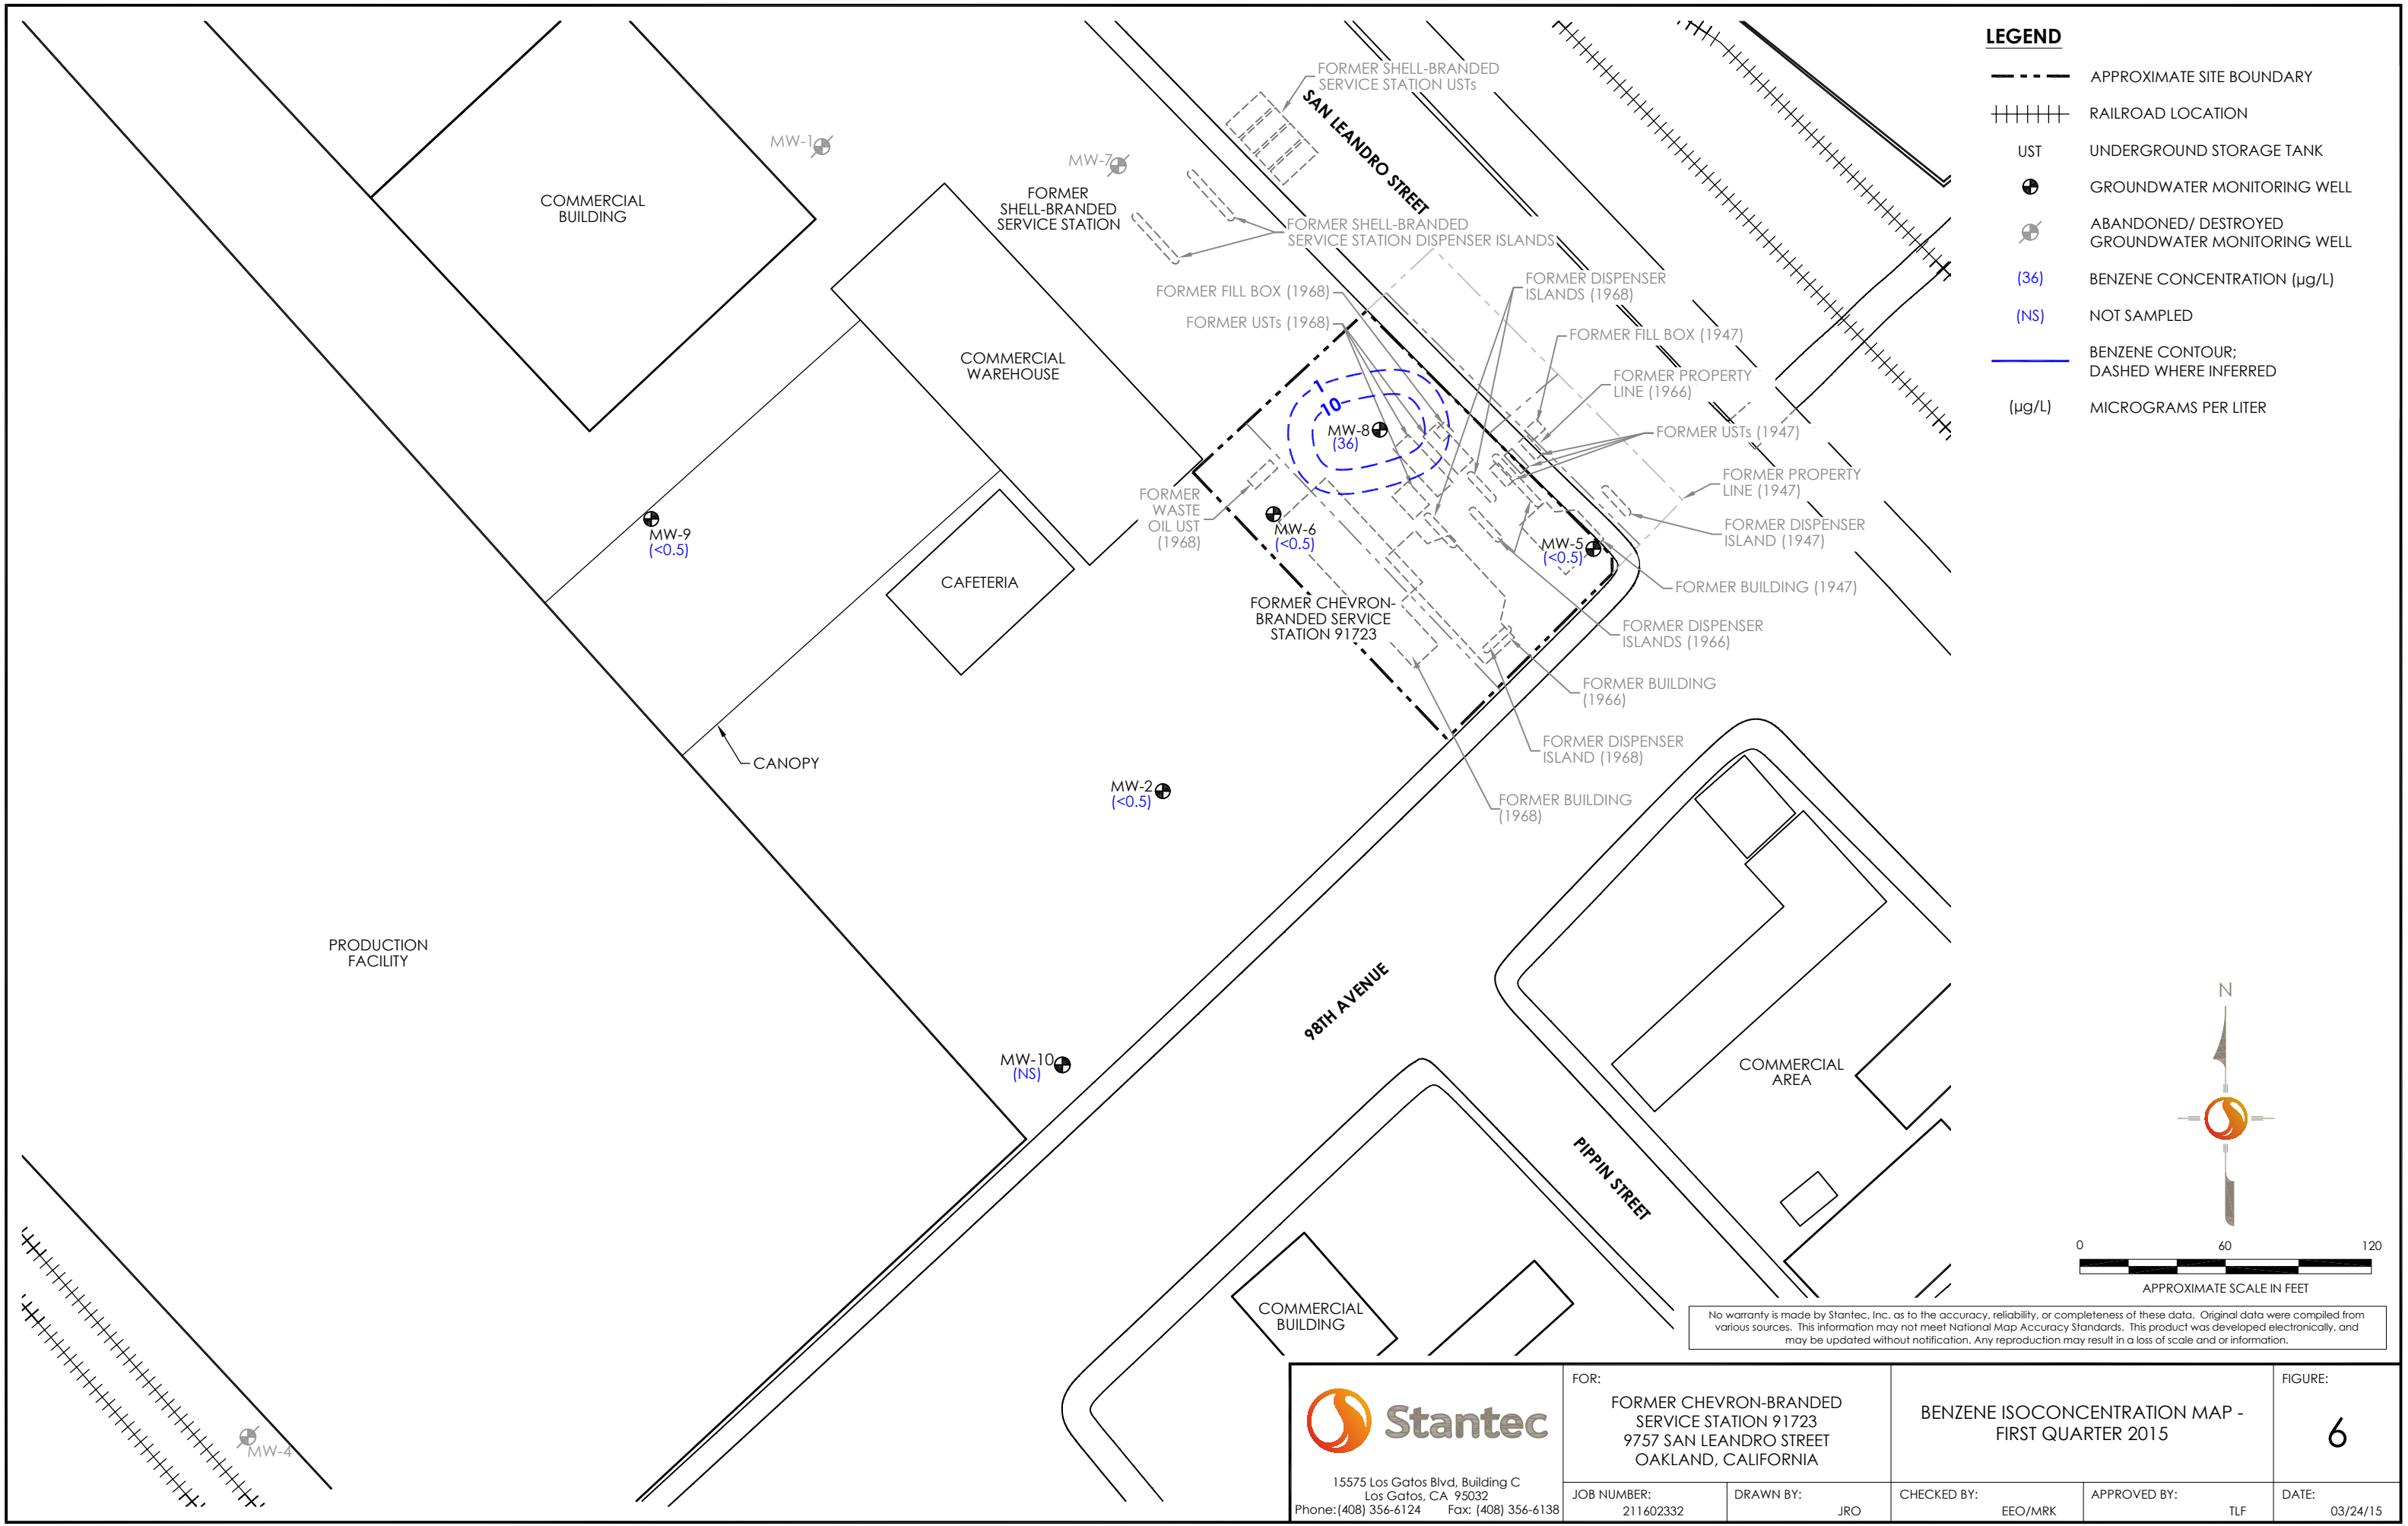 LEGEND
APPROXIMATE SITE BOUNDARY
RAILROAD LOCATION
UST
UNDERGROUND STORAGE TANK
GROUNDWATER MONITORING WELL
ABANDONED/ DESTROYED
GROUNDWATER MONITORING WELL
(36)
BENZENE CONCENTRATION (µg/L)
(NS)
NOT SAMPLED
BENZENE CONTOUR;
DASHED WHERE INFERRED
(µg/L)
MICROGRAMS PER LITER
FORMER SHELL-BRANDED
SERVICE STATION USTs
SAN LEANDRO STREET
MW-1
MW-7
COMMERCIAL
BUILDING
FORMER
SHELL-BRANDED
SERVICE STATION
FORMER SHELL-BRANDED
SERVICE STATION DISPENSER ISLANDS
FORMER FILL BOX (1968)
FORMER USTs (1968)
FORMER DISPENSER
ISLANDS (1968)
FORMER FILL BOX (1947)
FORMER PROPERTY
LINE (1966)
FORMER USTs (1947)
FORMER PROPERTY
LINE (1947)
FORMER DISPENSER
ISLAND (1947)
FORMER BUILDING (1947)
FORMER DISPENSER
ISLANDS (1966)
FORMER BUILDING
(1966)
FORMER DISPENSER
ISLAND (1968)
FORMER BUILDING
(1968)
COMMERCIAL
WAREHOUSE
1
10
MW-8
(36)
FORMER
WASTE
OIL UST
(1968)
MW-6
(<0.5)
MW-5
(<0.5)
MW-9
(<0.5)
CAFETERIA
FORMER CHEVRON-
BRANDED SERVICE
STATION 91723
CANOPY
MW-2
(<0.5)
PRODUCTION
FACILITY
98TH AVENUE
MW-10
(NS)
COMMERCIAL
AREA
PIPPIN STREET
COMMERCIAL
BUILDING
MW-4
N
0 60 120
APPROXIMATE SCALE IN FEET
No warranty is made by Stantec, Inc. as to the accuracy, reliability, or completeness of these data. Original data were compiled from
various sources. This information may not meet National Map Accuracy Standards. This product was developed electronically, and
may be updated without notification. Any reproduction may result in a loss of scale and or information.
Stantec
15575 Los Gatos Blvd, Building C
Los Gatos, CA 95032
Phone:(408) 356-6124 Fax: (408) 356-6138
FOR:
FORMER CHEVRON-BRANDED
SERVICE STATION 91723
9757 SAN LEANDRO STREET
OAKLAND, CALIFORNIA
BENZENE ISOCONCENTRATION MAP -
FIRST QUARTER 2015
FIGURE:
6
JOB NUMBER:
211602332
DRAWN BY:
JRO
CHECKED BY:
EEO/MRK
APPROVED BY:
TLF
DATE:
03/24/15